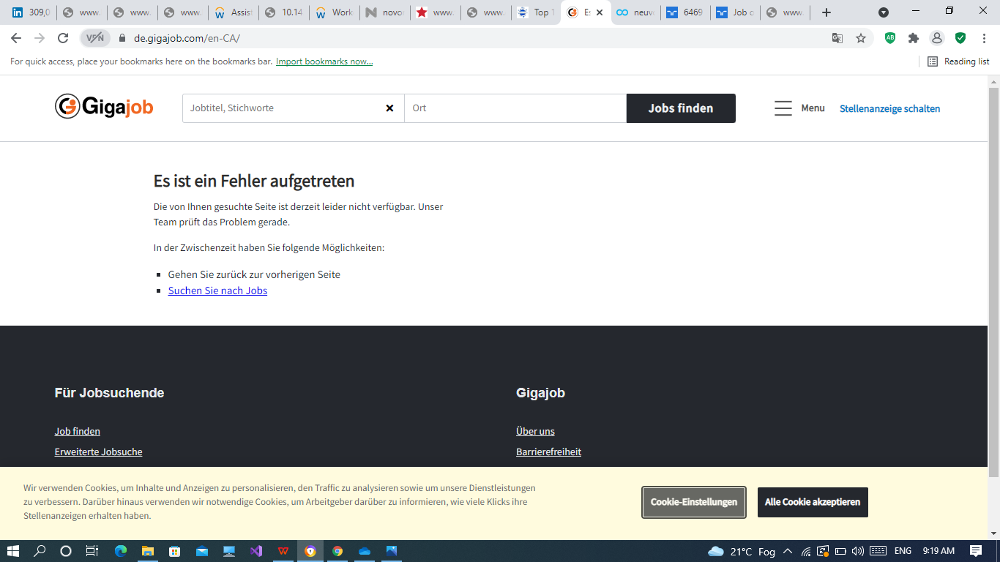 309,0
www.
www.
www.
Assist
10.14
Work
novo
www.
www.
Top
Es
neuv
6469
Job
www.
VPN
de.gigajob.com/en-CA/
For quick access, place your bookmarks here on the bookmarks bar. Import bookmarks now...
Reading list
Gigajob
Jobtitel, Stichworte
Ort
Jobs finden
Menu
Stellenanzeige schalten
Es ist ein Fehler aufgetreten
Die von Ihnen gesuchte Seite ist derzeit leider nicht verfügbar. Unser
Team prüft das Problem gerade.
In der Zwischenzeit haben Sie folgende Möglichkeiten:
Gehen Sie zurück zur vorherigen Seite
Suchen Sie nach Jobs
Für Jobsuchende
Job finden
Erweiterte Jobsuche
Gigajob
Über uns
Barrierefreiheit
Wir verwenden Cookies, um Inhalte und Anzeigen zu personalisieren, den Traffic zu analysieren sowie um unsere Dienstleistungen
zu verbessern. Darüber hinaus verwenden wir notwendige Cookies, um Arbeitgeber darüber zu informieren, wie viele Klicks ihre
Stellenanzeigen erhalten haben.
Cookie-Einstellungen
Alle Cookie akzeptieren
21°C Fog
ENG
9:19 AM